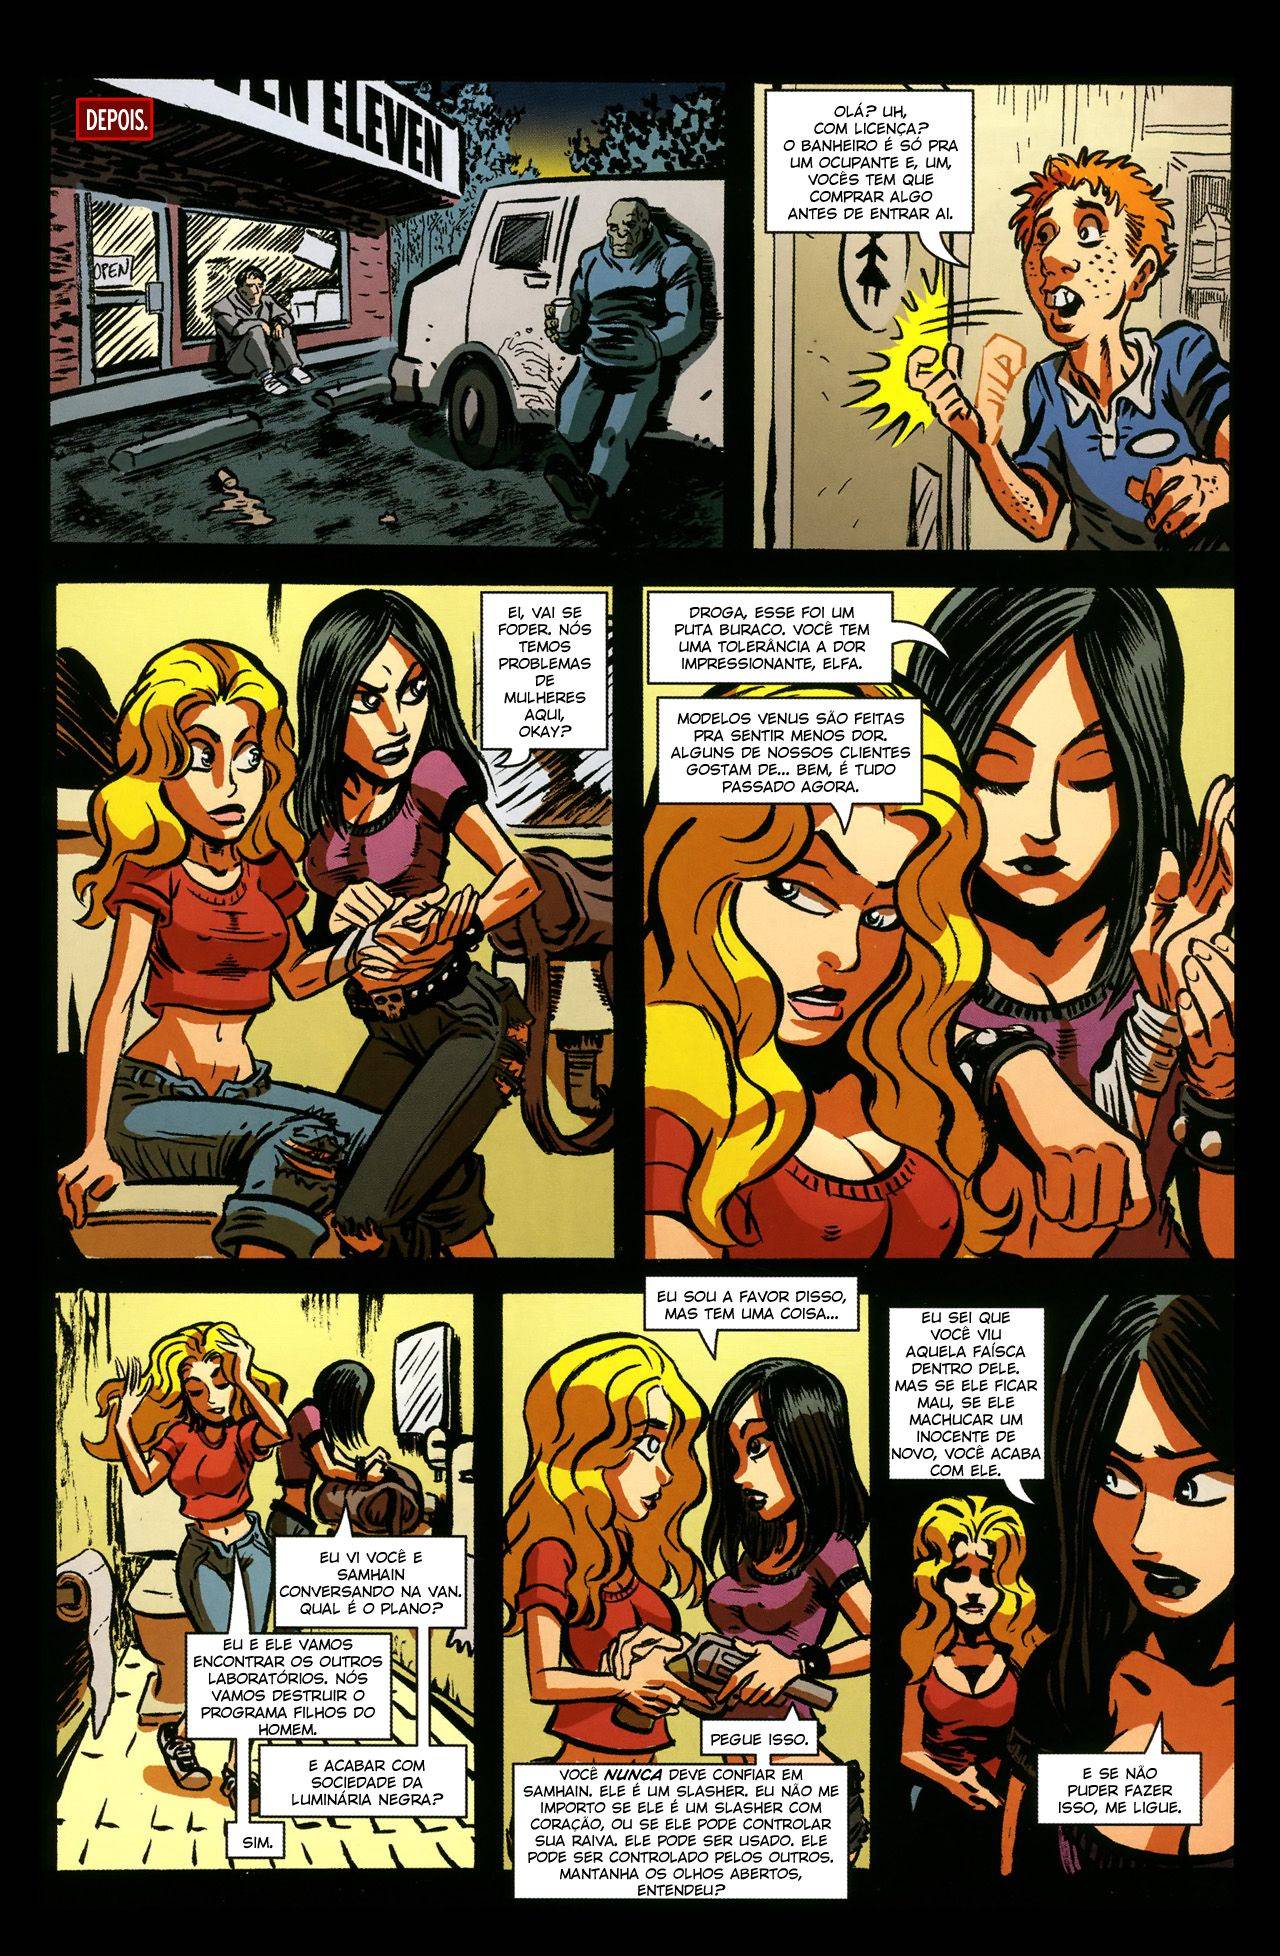 DEPOIS.
VEN ELEVEN
OPEN
OLÁ? UH,
COM LICENÇA?
O BANHEIRO É SÓ PRA
UM OCUPANTE E, UM,
VOCÊS TEM QUE
COMPRAR ALGO
ANTES DE ENTRAR AI.
EI, VAI SE
FODER. NÓS
TEMOS
PROBLEMAS
DE
MULHERES
AQUI,
OKAY?
DROGA, ESSE FOI UM
PUTA BURACO. VOCÊ TEM
UMA TOLERÂNCIA A DOR
IMPRESSIONANTE, ELFA.
MODELOS VENUS SÃO FEITAS
PRA SENTIR MENOS DOR.
ALGUNS DE NOSSOS CLIENTES
GOSTAM DE... BEM, É TUDO
PASSADO AGORA.
EU VI VOCÊ E
SAMHAIN
CONVERSANDO NA VAN.
QUAL É O PLANO?
EU E ELE VAMOS
ENCONTRAR OS OUTROS
LABORATÓRIOS. NÓS
VAMOS DESTRUIR O
PROGRAMA FILHOS DO
HOMEM.
E ACABAR COM
SOCIEDADE DA
LUMINÁRIA NEGRA?
SIM.
EU SOU A FAVOR DISSO,
MAS TEM UMA COISA...
PEGUE ISSO.
VOCÊ NUNCA DEVE CONFIAR EM
SAMHAIN. ELE É UM SLASHER. EU NÃO ME
IMPORTO SE ELE É UM SLASHER COM
CORAÇÃO, OU SE ELE PODE CONTROLAR
SUA RAIVA. ELE PODE SER USADO. ELE
PODE SER CONTROLADO PELOS OUTROS.
MANTANHA OS OLHOS ABERTOS,
ENTENDEU?
EU SEI QUE
VOCÊ VIU
AQUELA FAÍSCA
DENTRO DELE.
MAS SE ELE FICAR
MAU, SE ELE
MACHUCAR UM
INOCENTE DE
NOVO, VOCÊ ACABA
COM ELE.
E SE NÃO
PUDER FAZER
ISSO, ME LIGUE.